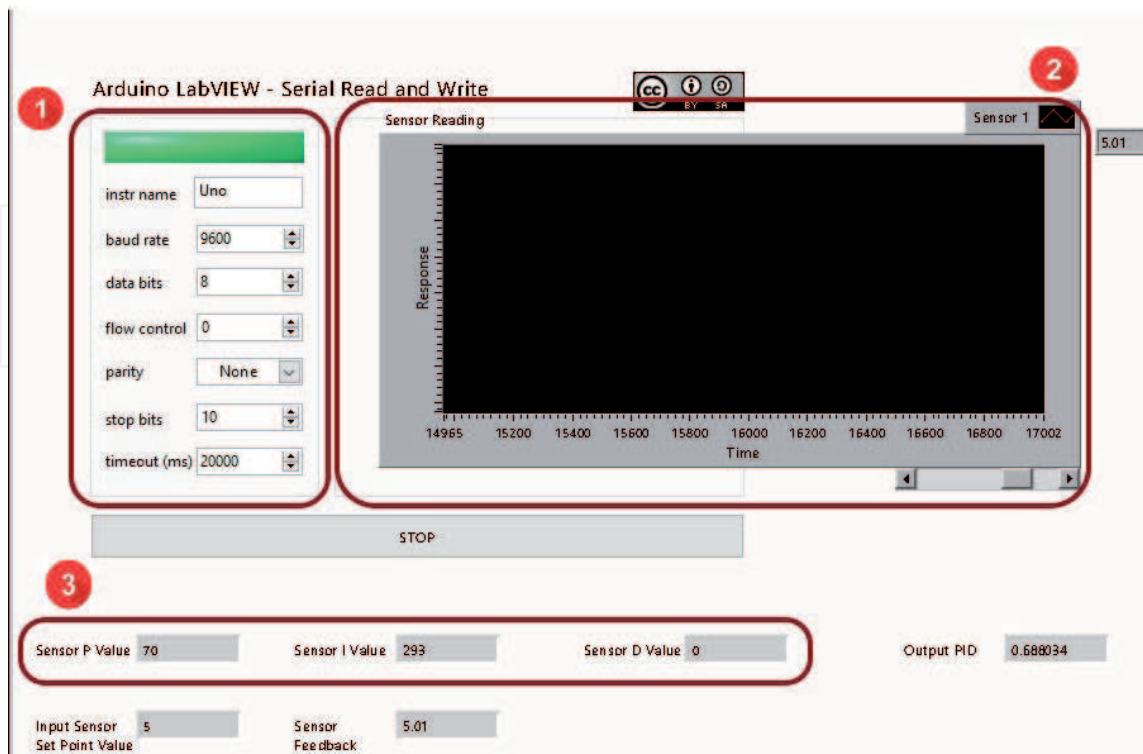 2
Arduino LabVIEW - Serial Read and Write
cc
BY SA
1
Sensor Reading
Sensor 1
5.01
instr name Uno
baud rate 9600
data bits 8
flow control 0
parity None
stop bits 10
timeout (ms) 20000
Response
14965 15200 15400 15600 15800 16000 16200 16400 16600 16800 17002
Time
STOP
3
Sensor P Value 70 Sensor I Value 293 Sensor D Value 0 Output PID 0.688034
Input Sensor 5 Sensor 5.01
Set Point Value Feedback